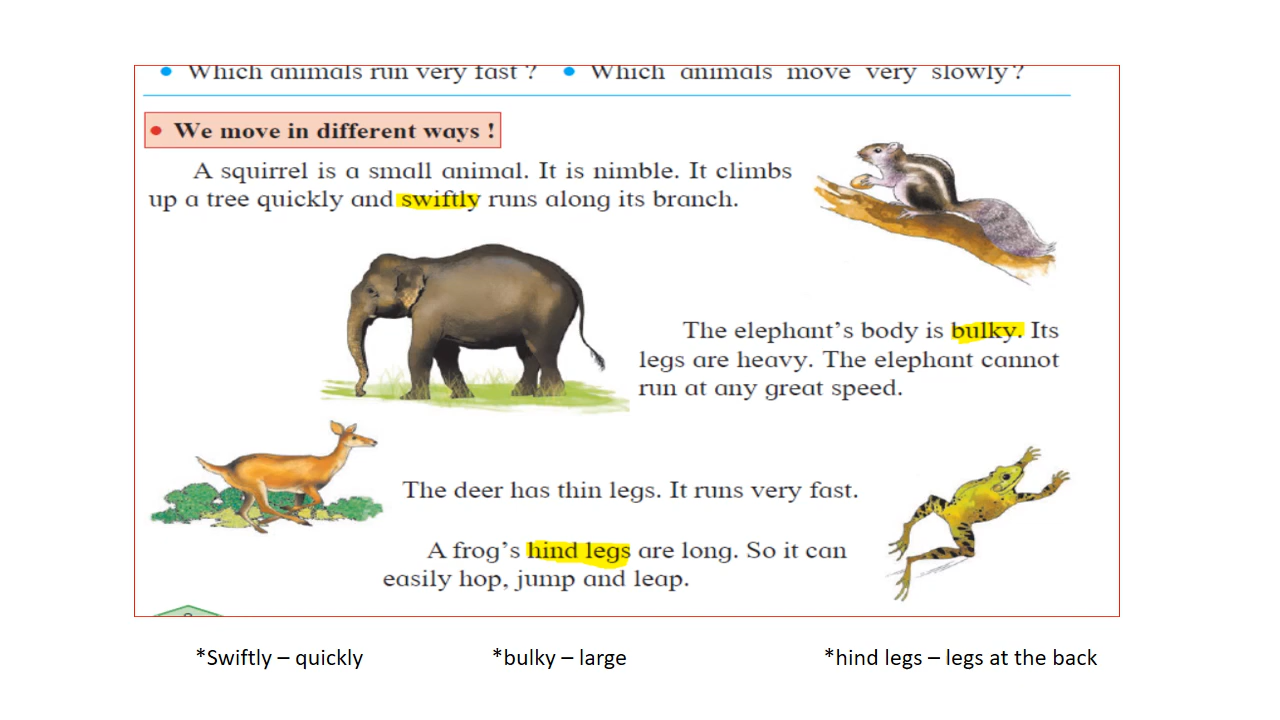 • Which animals run very fast ? • Which animals move very slowly ?
• We move in different ways !
A squirrel is a small animal. It is nimble. It climbs
up a tree quickly and swiftly runs along its branch.
The elephant’s body is bulky. Its
legs are heavy. The elephant cannot
run at any great speed.
The deer has thin legs. It runs very fast.
A frog’s hind legs are long. So it can
easily hop, jump and leap.
*Swiftly – quickly *bulky – large *hind legs – legs at the back